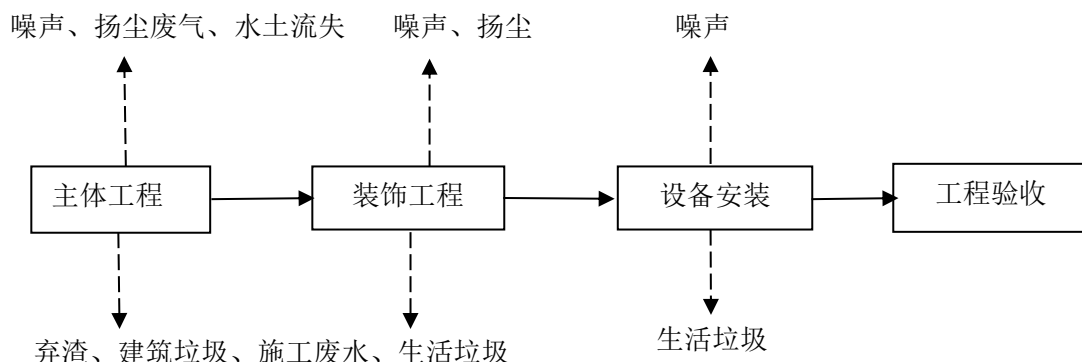 噪声、扬尘废气、水土流失
噪声、扬尘
噪声
主体工程
装饰工程
设备安装
工程验收
弃渣、建筑垃圾、施工废水、生活垃圾
生活垃圾